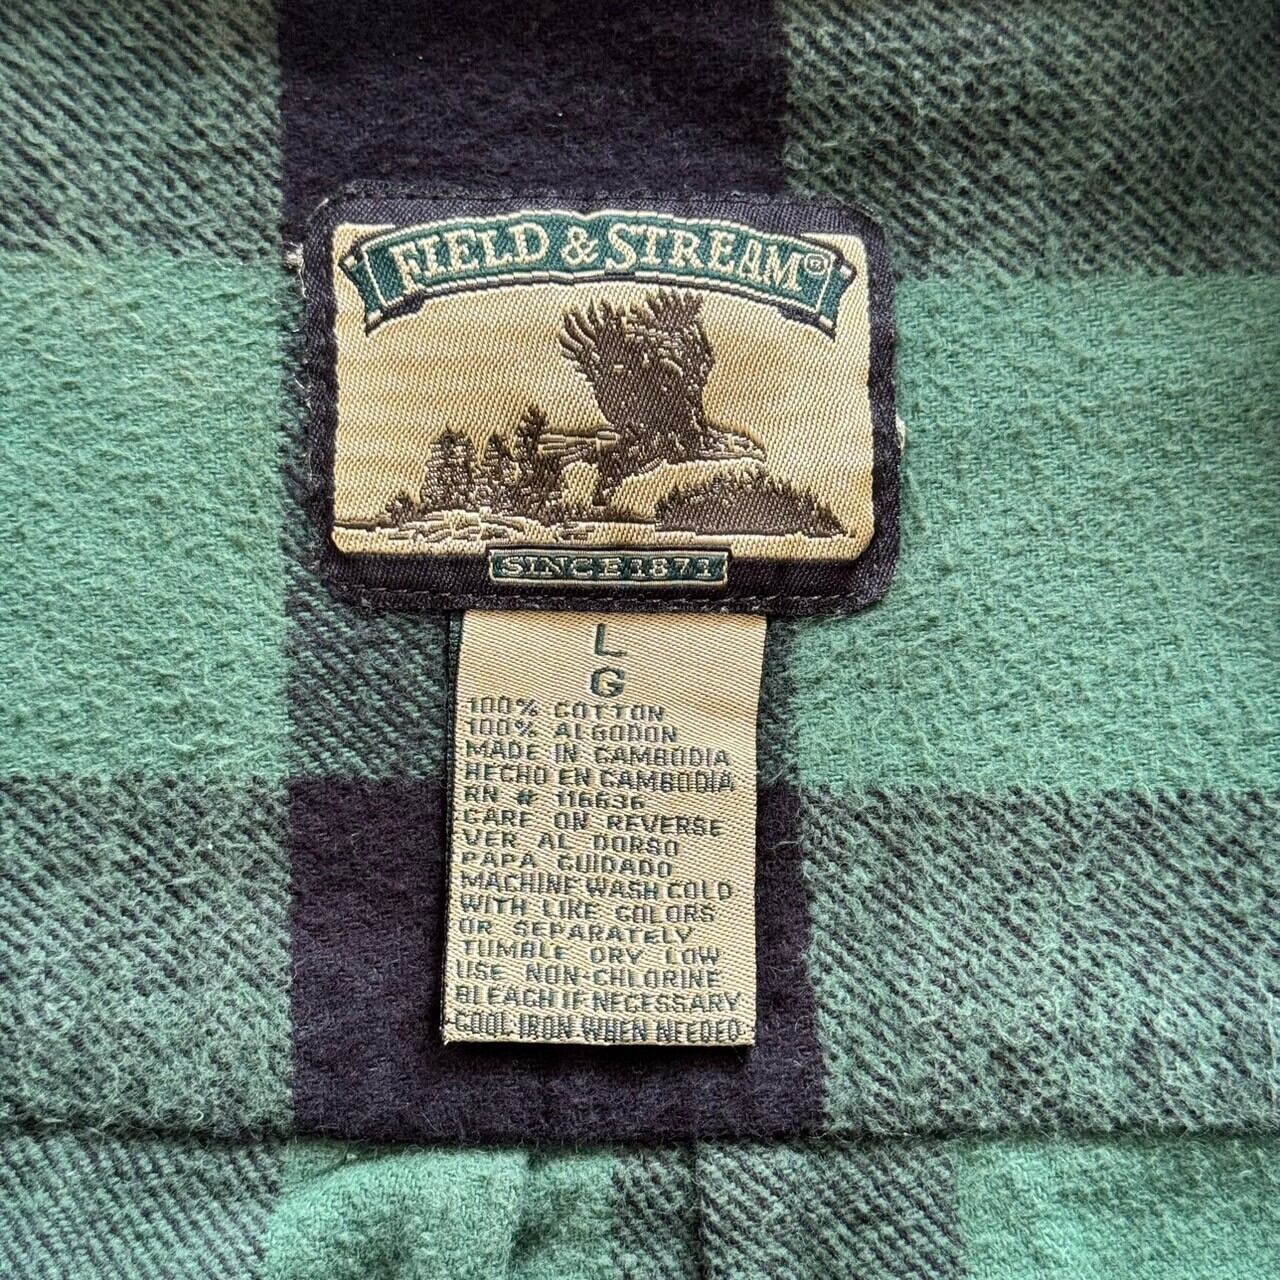 FIELD & STREAM®
SINCE 1871
L
G
100% COTTON
100% ALGODON
MADE IN CAMBODIA
HECHO EN CAMBODIA
RN # 116636
CARE ON REVERSE
VER AL DORSO
PAPA CUIDADO
MACHINE WASH COLD
WITH LIKE COLORS
OR SEPARATELY
TUMBLE DRY LOW
USE NON-CHLORINE
BLEACH IF NECESSARY
COOL IRON WHEN NEEDED